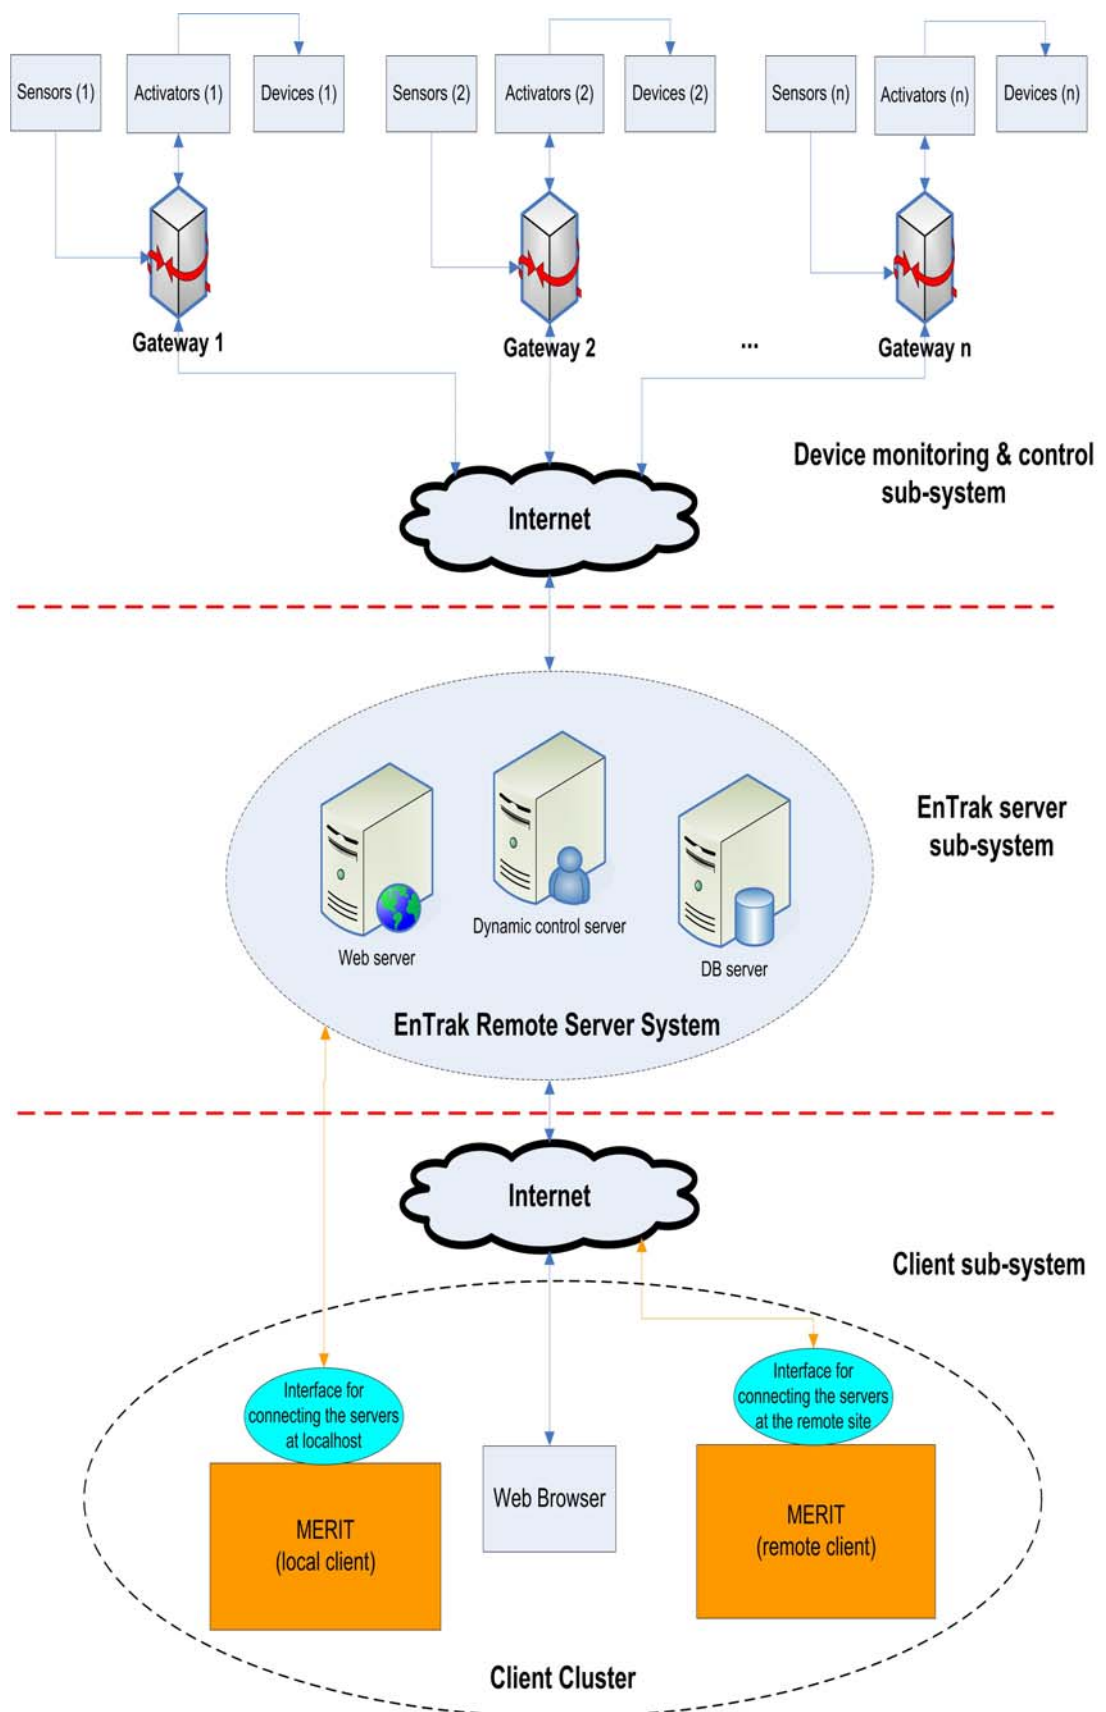 Sensors (1)
Activators (1)
Devices (1)
Sensors (2)
Activators (2)
Devices (2)
Sensors (n)
Activators (n)
Devices (n)
Gateway 1
Gateway 2
...
Gateway n
Device monitoring & control
sub-system
Internet
EnTrak server
sub-system
Web server
Dynamic control server
DB server
EnTrak Remote Server System
Internet
Client sub-system
Interface for
connecting the servers
at localhost
Interface for
connecting the servers
at the remote site
MERIT
(local client)
Web Browser
MERIT
(remote client)
Client Cluster